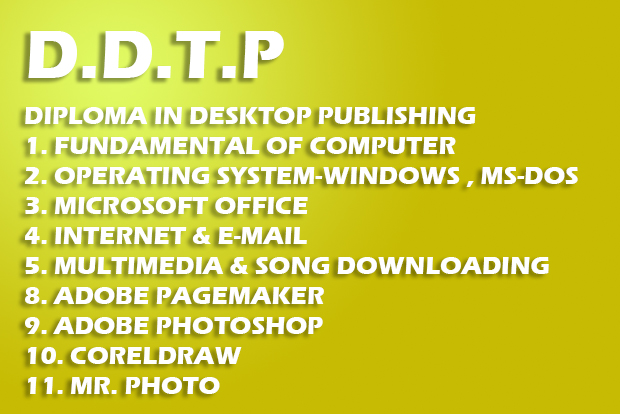 D.D.T.P
DIPLOMA IN DESKTOP PUBLISHING
1. FUNDAMENTAL OF COMPUTER
2. OPERATING SYSTEM-WINDOWS , MS-DOS
3. MICROSOFT OFFICE
4. INTERNET & E-MAIL
5. MULTIMEDIA & SONG DOWNLOADING
8. ADOBE PAGEMAKER
9. ADOBE PHOTOSHOP
10. CORELDRAW
11. MR. PHOTO